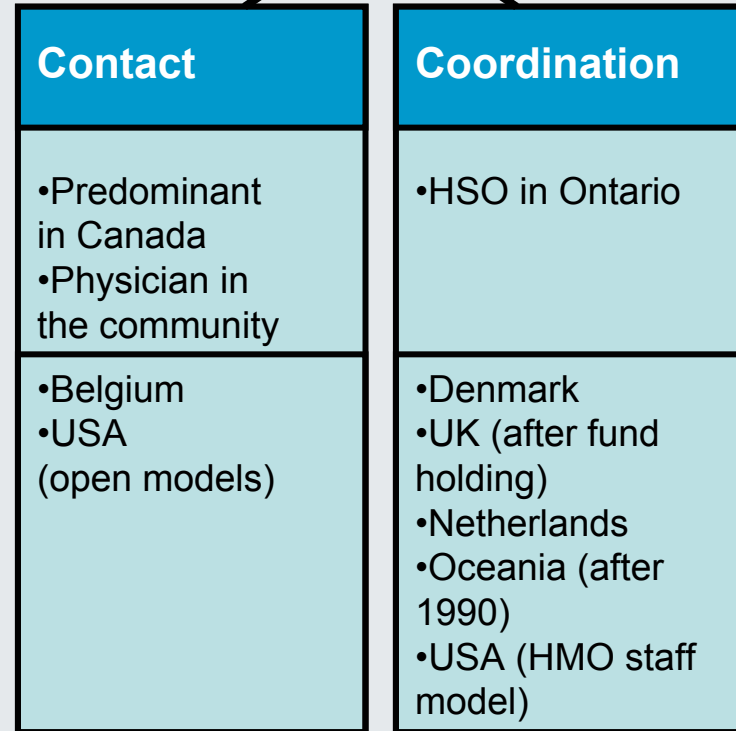 Contact
•Predominant
in Canada
•Physician in
the community
•Belgium
•USA
(open models)
Coordination
•HSO in Ontario
•Denmark
•UK (after fund
holding)
•Netherlands
•Oceania (after
1990)
•USA (HMO staff
model)